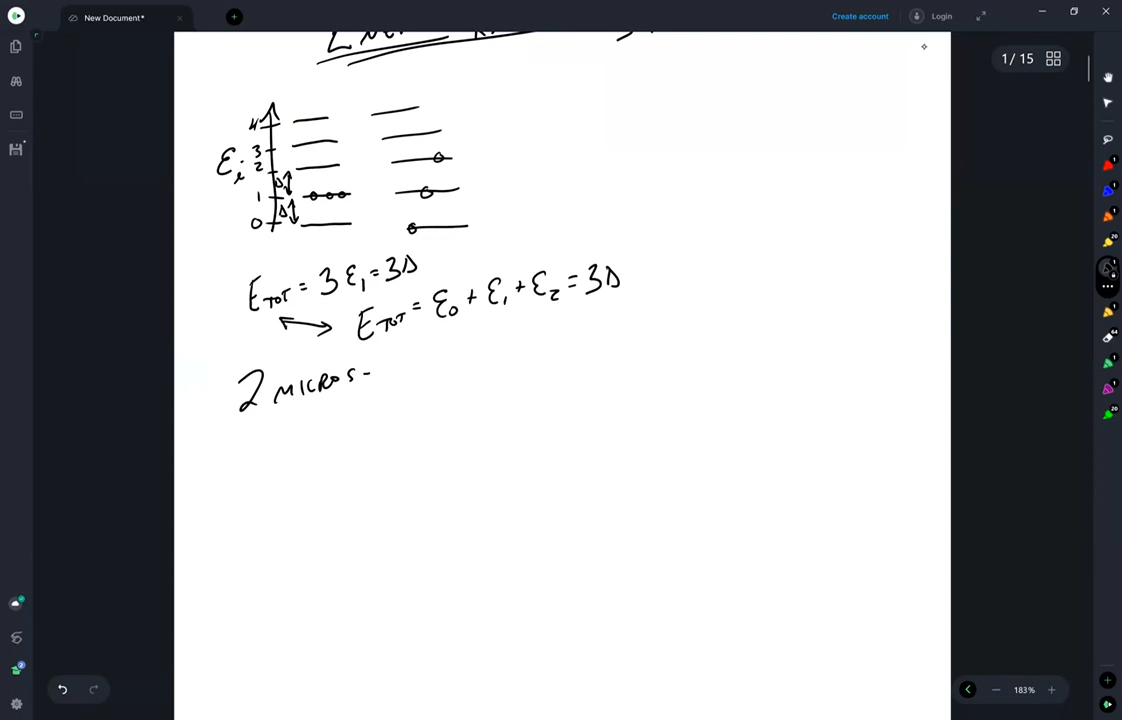 New Document*
Create account
Login
1 / 15
4
3
2
1
0
ε_i
Δ
Δ
E_TOT = 3 ε_1 = 3Δ
E_TOT = ε_0 + ε_1 + ε_2 = 3Δ
2 MICROS-
183%